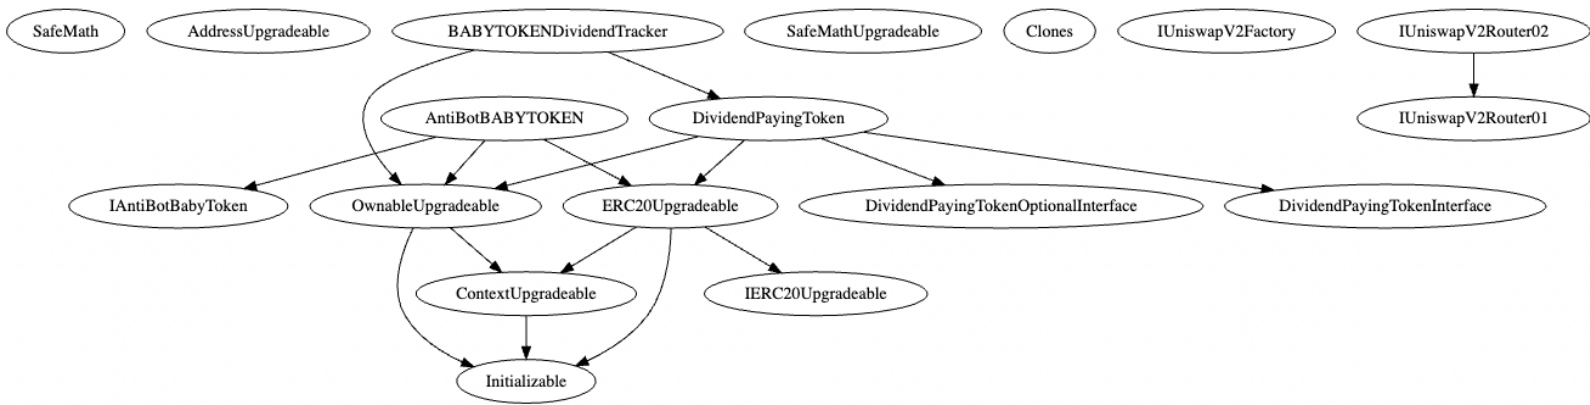 SafeMath
AddressUpgradeable
BABYTOKENDividendTracker
SafeMathUpgradeable
Clones
IUniswapV2Factory
IUniswapV2Router02
AntiBotBABYTOKEN
DividendPayingToken
IUniswapV2Router01
IAntiBotBabyToken
OwnableUpgradeable
ERC20Upgradeable
DividendPayingTokenOptionalInterface
DividendPayingTokenInterface
ContextUpgradeable
IERC20Upgradeable
Initializable